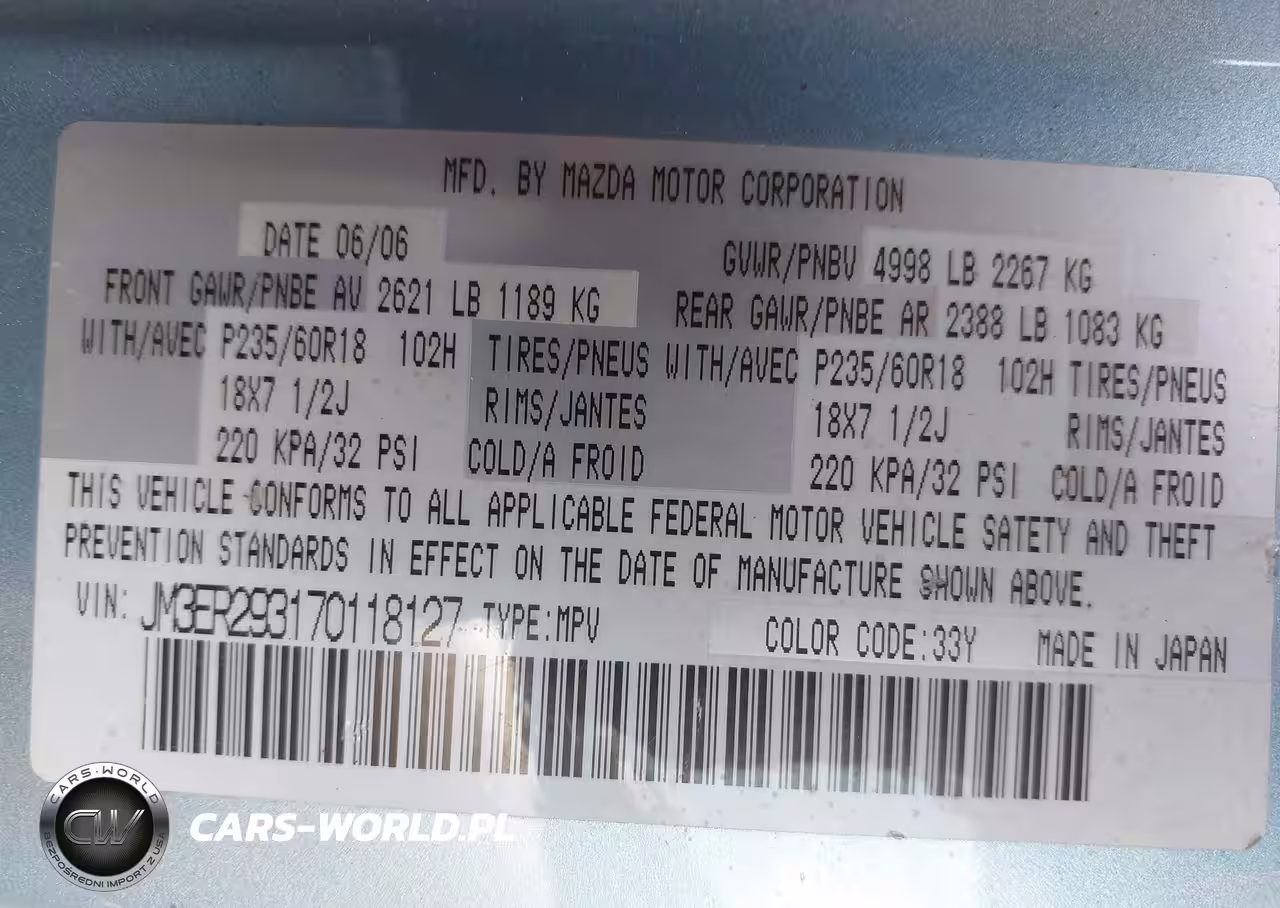 MFD. BY MAZDA MOTOR CORPORATION
DATE 06/06
GVWR/PNBV 4998 LB 2267 KG
FRONT GAWR/PNBE AV 2621 LB 1189 KG
REAR GAWR/PNBE AR 2388 LB 1083 KG
WITH/AVEC P235/60R18 102H TIRES/PNEUS WITH/AVEC P235/60R18 102H TIRES/PNEUS
18X7 1/2J RIMS/JANTES 18X7 1/2J RIMS/JANTES
220 KPA/32 PSI COLD/A FROID 220 KPA/32 PSI COLD/A FROID
THIS VEHICLE CONFORMS TO ALL APPLICABLE FEDERAL MOTOR VEHICLE SATETY AND THEFT
PREVENTION STANDARDS IN EFFECT ON THE DATE OF MANUFACTURE SHOWN ABOVE.
VIN: JM3ER293170118127 TYPE:MPV COLOR CODE:33Y MADE IN JAPAN
CARS-WORLD
CW
BEZPOŚREDNI IMPORT Z USA
CARS-WORLD.PL